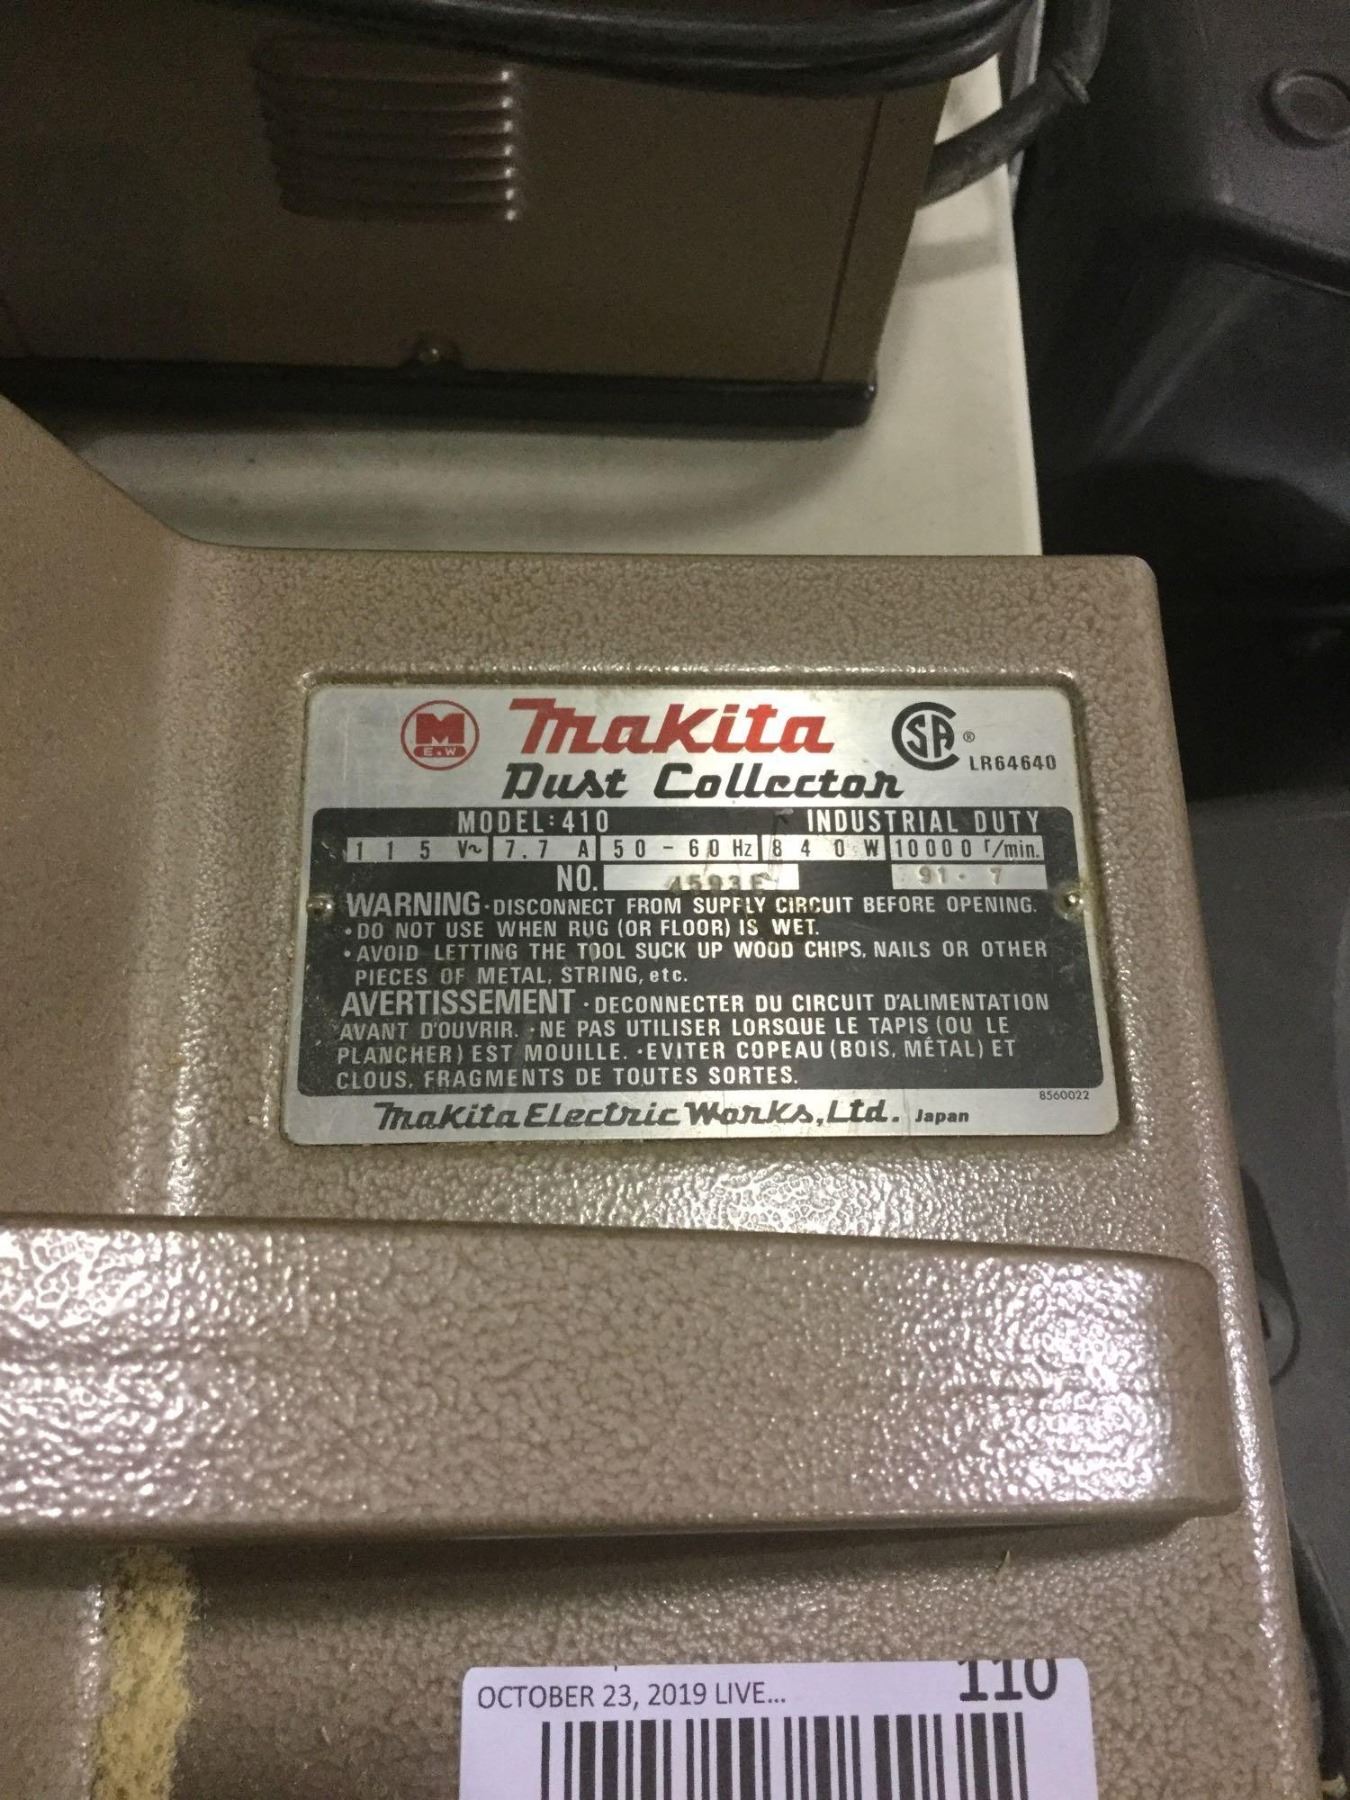 M
E.W
Makita
CSA ®
LR64640
Dust Collector
MODEL:410 INDUSTRIAL DUTY
115 V~ 7.7 A 50-60 Hz 840 W 10000 r/min.
NO. 4593E 91.7
WARNING·DISCONNECT FROM SUPPLY CIRCUIT BEFORE OPENING.
·DO NOT USE WHEN RUG (OR FLOOR) IS WET.
·AVOID LETTING THE TOOL SUCK UP WOOD CHIPS, NAILS OR OTHER
PIECES OF METAL, STRING, etc.
AVERTISSEMENT·DECONNECTER DU CIRCUIT D'ALIMENTATION
AVANT D'OUVRIR. ·NE PAS UTILISER LORSQUE LE TAPIS (OU LE
PLANCHER) EST MOUILLE. ·EVITER COPEAU (BOIS, MÉTAL) ET
CLOUS, FRAGMENTS DE TOUTES SORTES.
8560022
Makita Electric Works, Ltd. Japan
110
OCTOBER 23, 2019 LIVE...